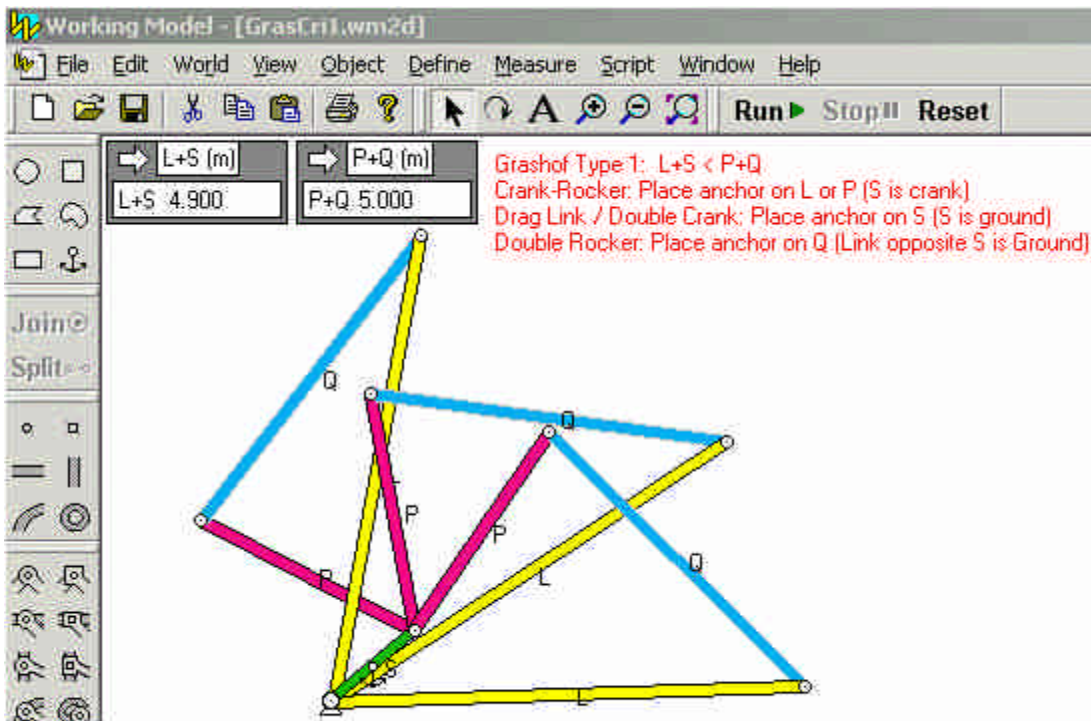 Working Model - [GrasCri1.wm2d]
File Edit World View Object Define Measure Script Window Help
A Run Stop Reset
L+S (m) P+Q (m)
L+S 4.900 P+Q 5.000
Grashof Type 1: L+S < P+Q
Crank-Rocker: Place anchor on L or P (S is crank)
Drag Link / Double Crank: Place anchor on S (S is ground)
Double Rocker: Place anchor on Q (Link opposite S is Ground)
Join
Split
Q
Q
P
P
Q
P
L
S
L